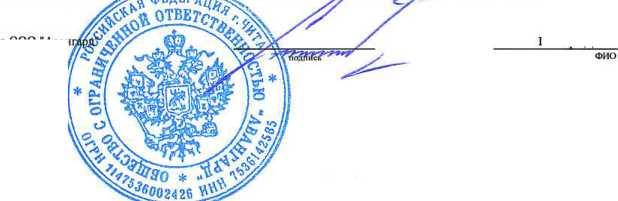 РОССИЙСКАЯ ФЕДЕРАЦИЯ г. ЧИТА *
ОБЩЕСТВО С ОГРАНИЧЕННОЙ ОТВЕТСТВЕННОСТЬЮ "АВАНГАРД" *
ОГРН 1147536002426 ИНН 7536142585
подпись
ФИО